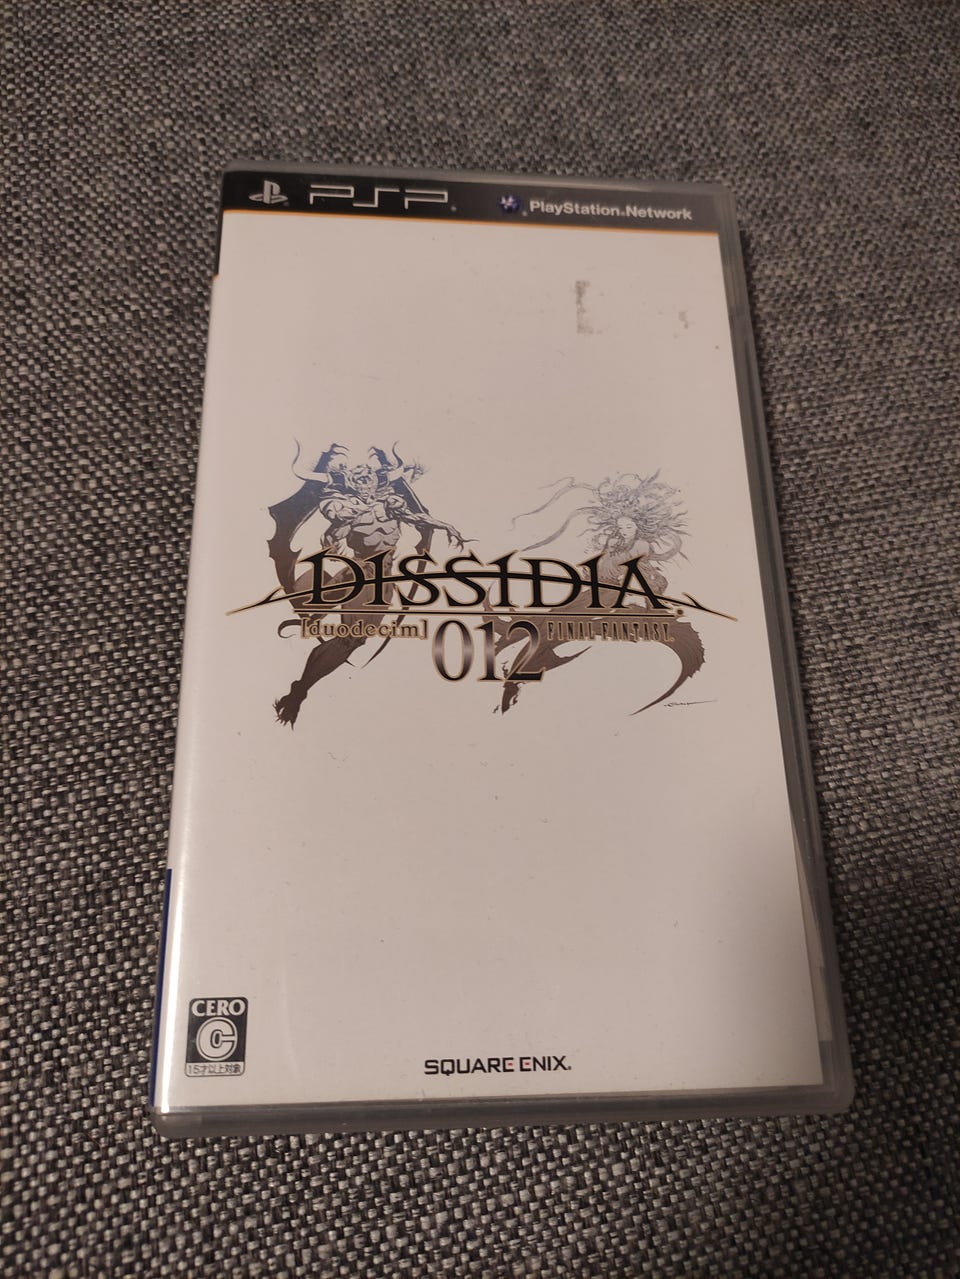 PSP
PlayStation®Network
DISSIDIA®
[duodecim] 012 FINAL FANTASY®
CERO
C
15才以上対象
SQUARE ENIX®